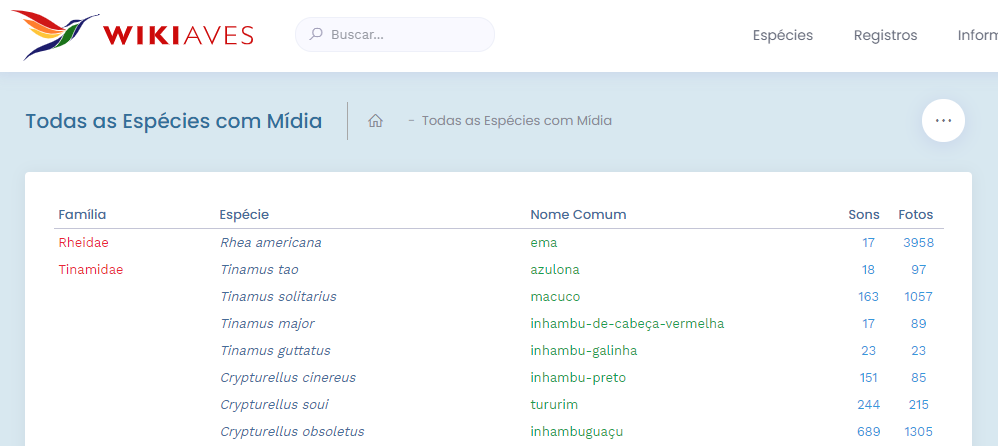 WIKIAVES
Buscar...
Espécies Registros Inform
Todas as Espécies com Mídia
- Todas as Espécies com Mídia
Família Espécie Nome Comum Sons Fotos
Rheidae Rhea americana ema 17 3958
Tinamidae Tinamus tao azulona 18 97
Tinamus solitarius macuco 163 1057
Tinamus major inhambu-de-cabeça-vermelha 17 89
Tinamus guttatus inhambu-galinha 23 23
Crypturellus cinereus inhambu-preto 151 85
Crypturellus soui tururim 244 215
Crypturellus obsoletus inhambuguaçu 689 1305